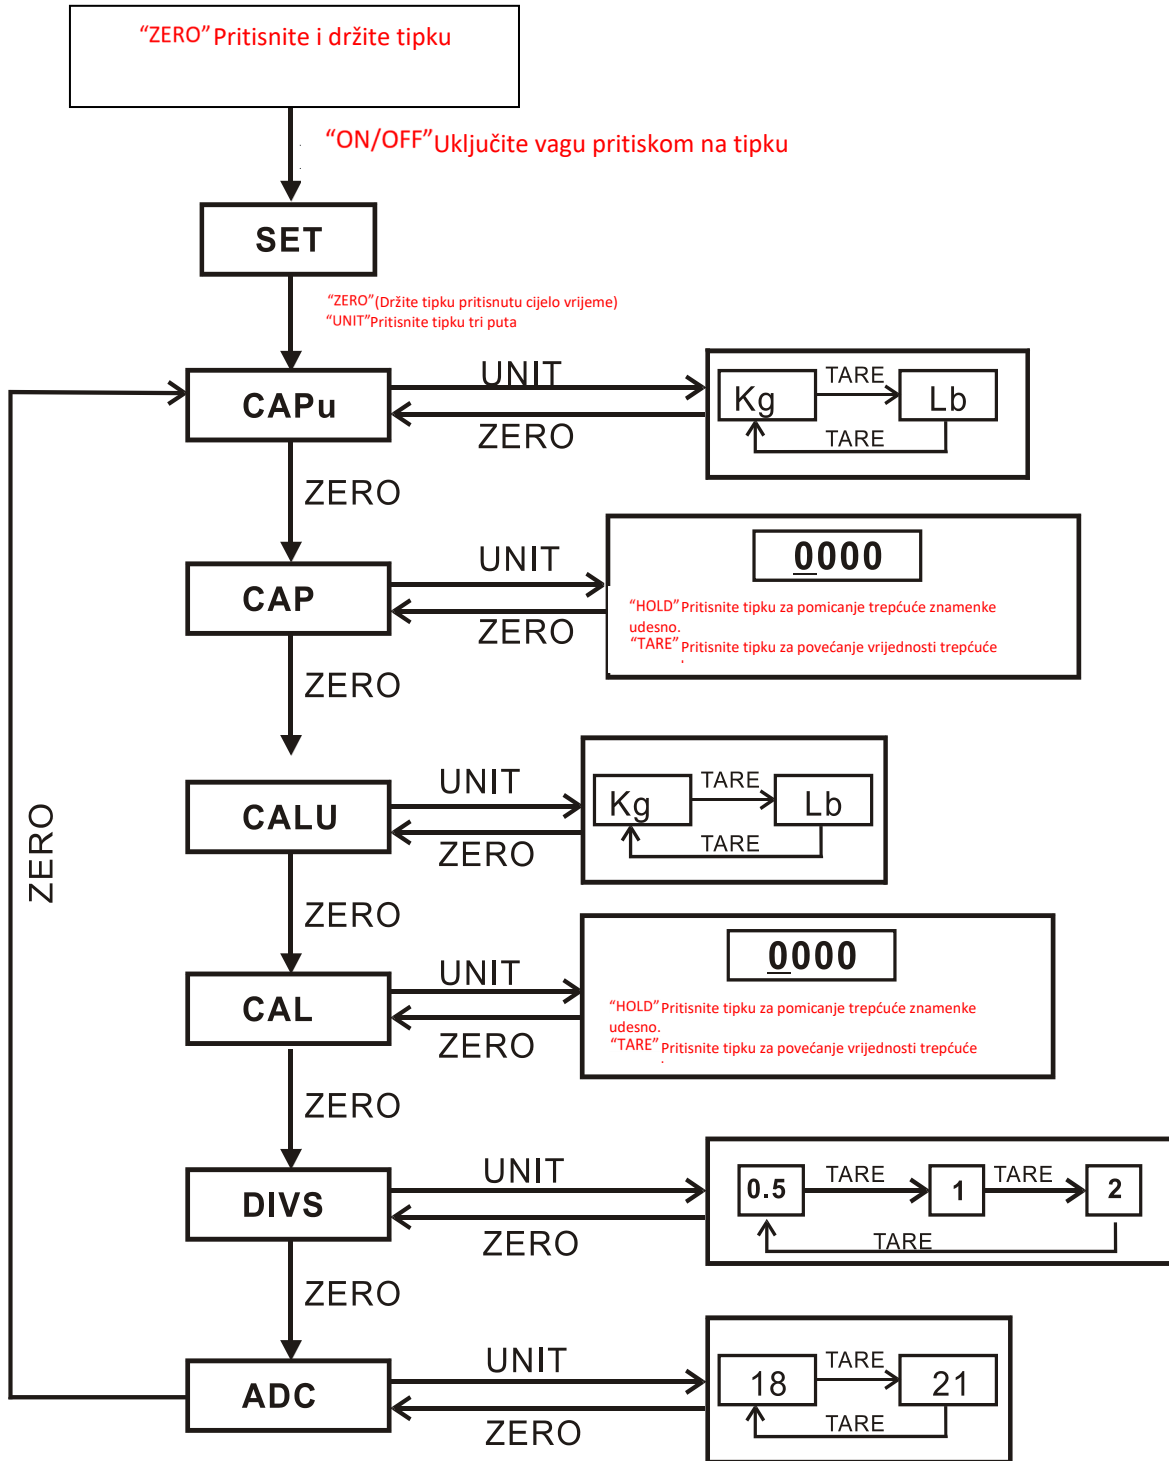 “ZERO” Pritisnite i držite tipku
“ON/OFF” Uključite vagu pritiskom na tipku
SET
“ZERO” (Držite tipku pritisnutu cijelo vrijeme)
“UNIT” Pritisnite tipku tri puta
CAPu
UNIT
ZERO
Kg
TARE
Lb
TARE
ZERO
CAP
UNIT
ZERO
0000
“HOLD” Pritisnite tipku za pomicanje trepćuće znamenke
udesno.
“TARE” Pritisnite tipku za povećanje vrijednosti trepćuće
ZERO
CALU
UNIT
ZERO
Kg
TARE
Lb
TARE
ZERO
ZERO
CAL
UNIT
ZERO
0000
“HOLD” Pritisnite tipku za pomicanje trepćuće znamenke
udesno.
“TARE” Pritisnite tipku za povećanje vrijednosti trepćuće
ZERO
DIVS
UNIT
ZERO
0.5
TARE
1
TARE
2
TARE
ZERO
ADC
UNIT
ZERO
18
TARE
21
TARE